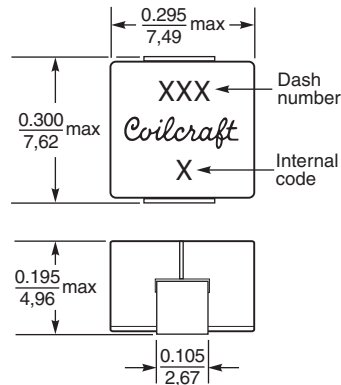 0.295
7,49
max
XXX
Dash
number
0.300
7,62
max
Coilcraft
X
Internal
code
0.195
4,96
max
0.105
2,67